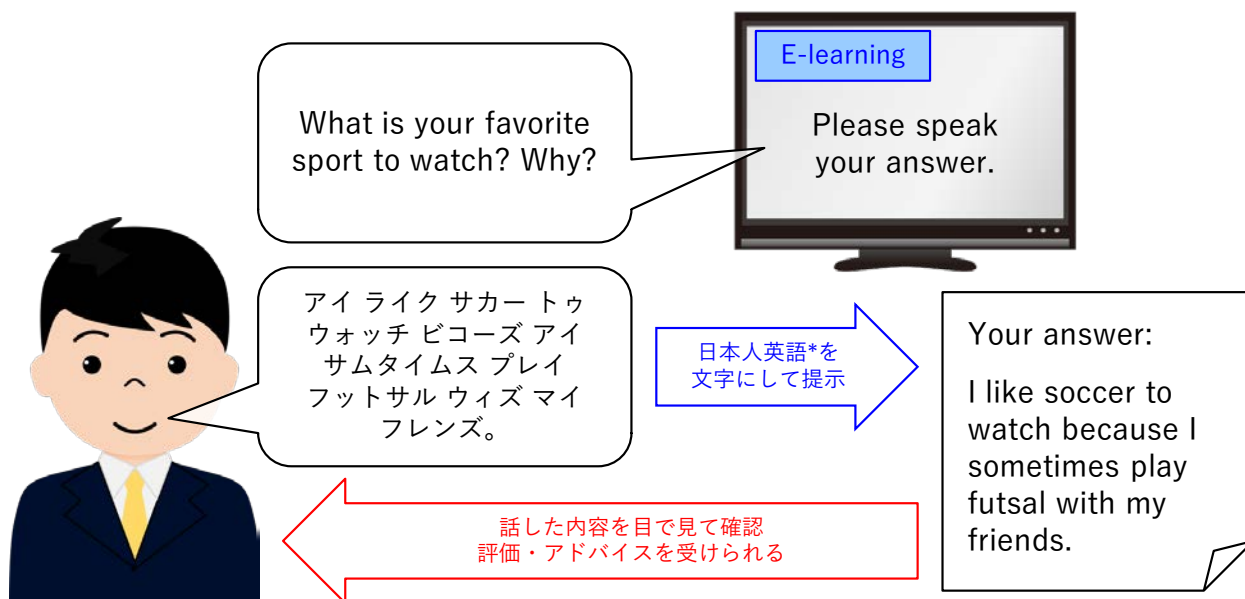 E-learning
Please speak
your answer.
What is your favorite
sport to watch? Why?
アイ ライク サカー トゥ
ウォッチ ビコーズ アイ
サムタイムス プレイ
フットサル ウィズ マイ
フレンズ。
日本人英語*を
文字にして提示
Your answer:
I like soccer to
watch because I
sometimes play
futsal with my
friends.
話した内容を目で見て確認
評価・アドバイスを受けられる